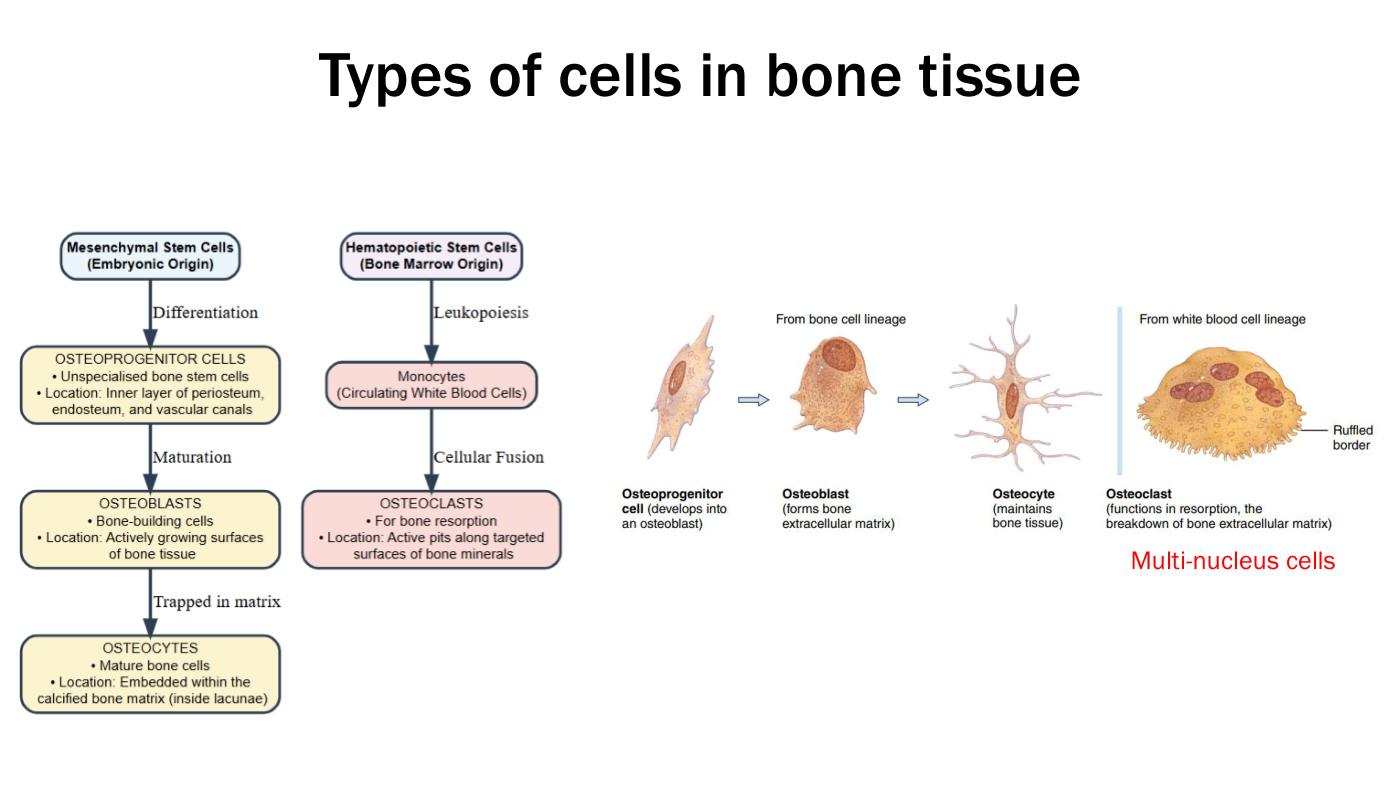 Types of cells in bone tissue
Mesenchymal Stem Cells
(Embryonic Origin)
Differentiation
OSTEOPROGENITOR CELLS
• Unspecialised bone stem cells
• Location: Inner layer of periosteum,
endosteum, and vascular canals
Maturation
OSTEOBLASTS
• Bone-building cells
• Location: Actively growing surfaces
of bone tissue
Trapped in matrix
OSTEOCYTES
• Mature bone cells
• Location: Embedded within the
calcified bone matrix (inside lacunae)
Hematopoietic Stem Cells
(Bone Marrow Origin)
Leukopoiesis
Monocytes
(Circulating White Blood Cells)
Cellular Fusion
OSTEOCLASTS
• For bone resorption
• Location: Active pits along targeted
surfaces of bone minerals
From bone cell lineage
From white blood cell lineage
Ruffled
border
Osteoprogenitor
cell (develops into
an osteoblast)
Osteoblast
(forms bone
extracellular matrix)
Osteocyte
(maintains
bone tissue)
Osteoclast
(functions in resorption, the
breakdown of bone extracellular matrix)
Multi-nucleus cells